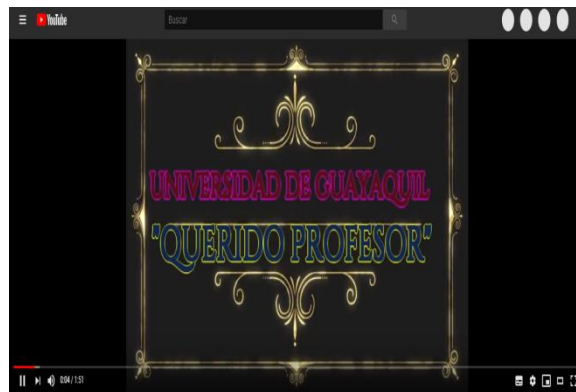 YouTube
Buscar
UNIVERSIDAD DE GUAYAQUIL
"QUERIDO PROFESOR"
0:04 / 1:51